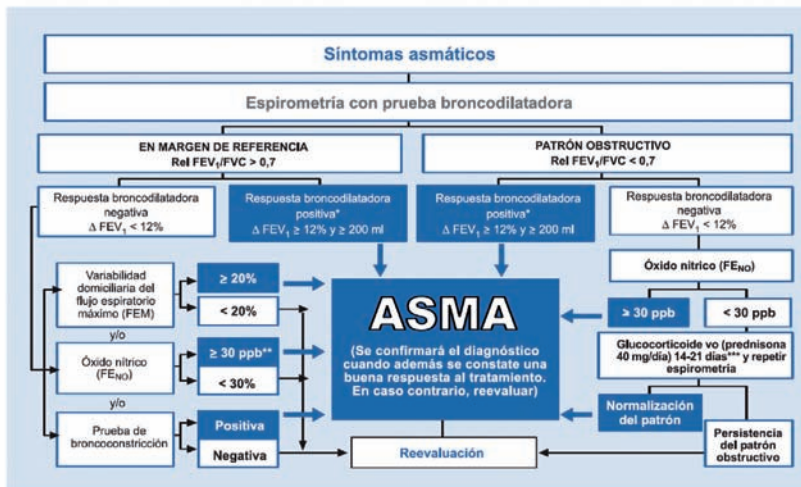 Síntomas asmáticos
Espirometría con prueba broncodilatadora
EN MARGEN DE REFERENCIA
Rel FEV₁/FVC > 0,7
PATRÓN OBSTRUCTIVO
Rel FEV₁/FVC < 0,7
Respuesta broncodilatadora
negativa
Δ FEV₁ < 12%
Respuesta broncodilatadora
positiva*
Δ FEV₁ ≥ 12% y ≥ 200 ml
Respuesta broncodilatadora
positiva*
Δ FEV₁ ≥ 12% y ≥ 200 ml
Respuesta broncodilatadora
negativa
Δ FEV₁ < 12%
Variabilidad
domiciliaria del
flujo espiratorio
máximo (FEM)
≥ 20%
< 20%
y/o
Óxido nítrico
(FE_NO)
≥ 30 ppb**
< 30%
y/o
Prueba de
broncoconstricción
Positiva
Negativa
ASMA
(Se confirmará el diagnóstico
cuando además se constate una
buena respuesta al tratamiento.
En caso contrario, reevaluar)
Reevaluación
Óxido nítrico (FE_NO)
≥ 30 ppb
< 30 ppb
Glucocorticoide vo (prednisona
40 mg/día) 14-21 días*** y repetir
espirometría
Normalización
del patrón
Persistencia
del patrón
obstructivo